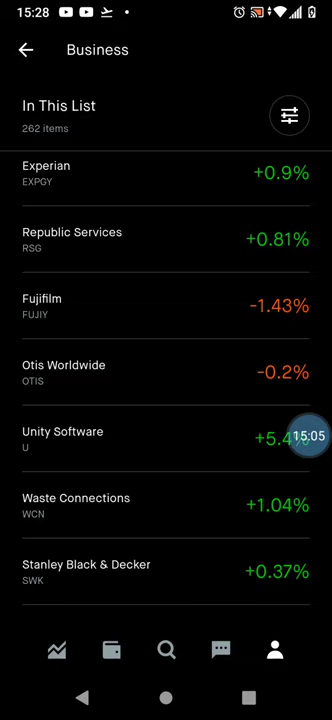 15:28
Business
In This List
262 items
Experian
EXPGY
+0.9%
Republic Services
RSG
+0.81%
Fujifilm
FUJIY
-1.43%
Otis Worldwide
OTIS
-0.2%
Unity Software
U
+5.4
15:05
Waste Connections
WCN
+1.04%
Stanley Black & Decker
SWK
+0.37%